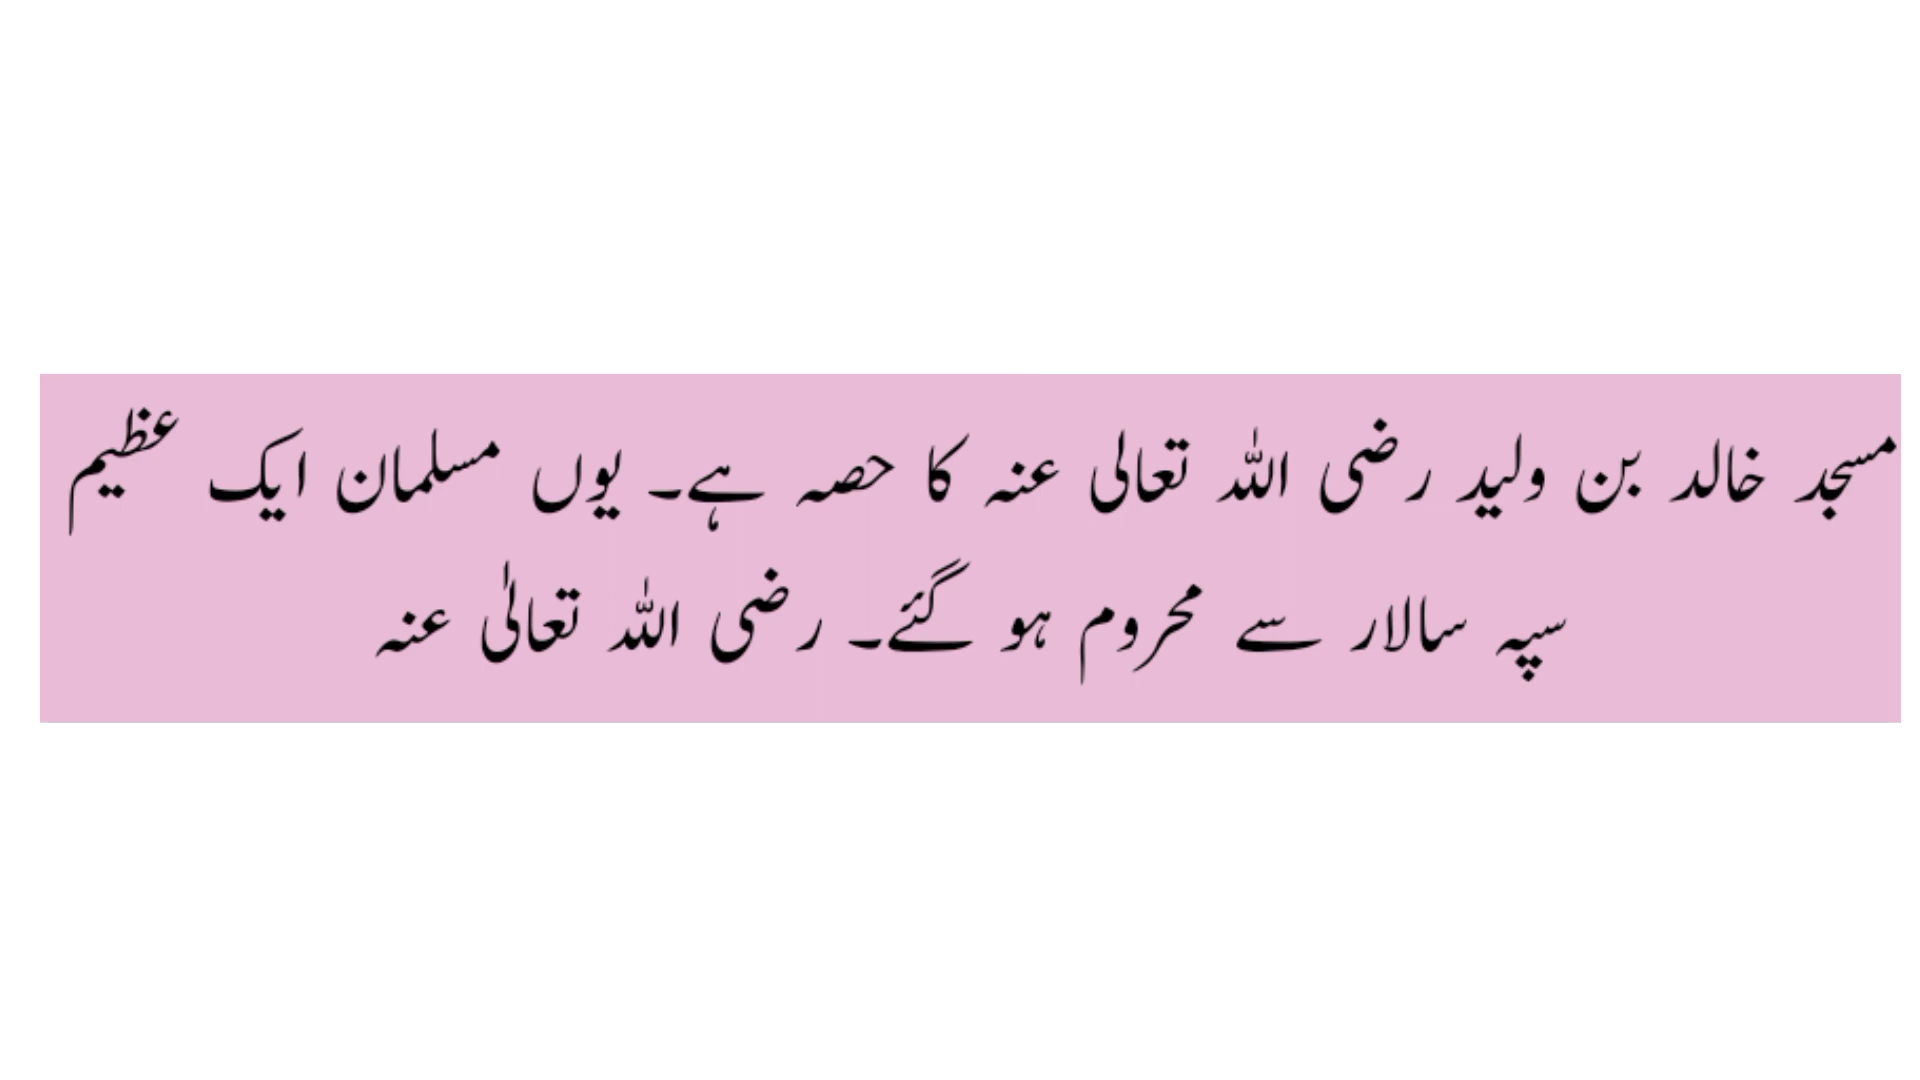 مسجد خالد بن ولید رضی اللہ تعالی عنہ کا حصہ ہے۔ یوں مسلمان ایک عظیم
سپہ سالار سے محروم ہو گئے۔ رضی اللہ تعالیٰ عنہ